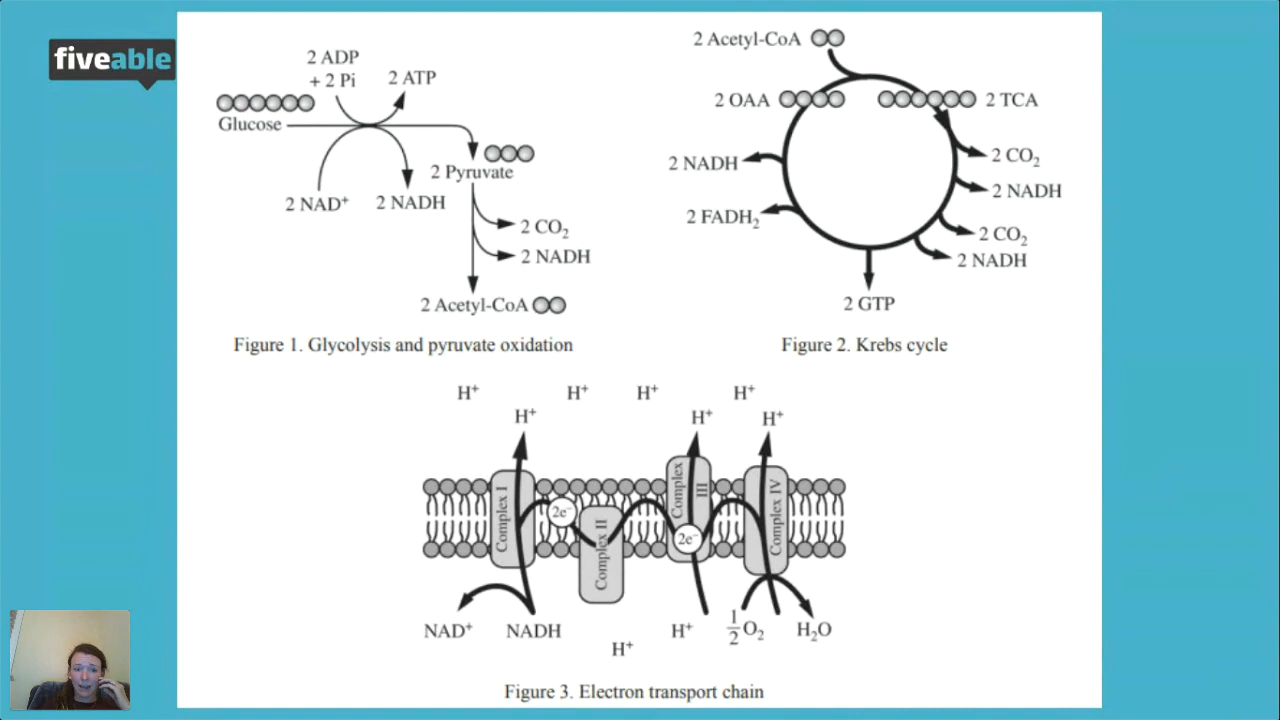 fiveable
2 ADP
+ 2 Pi
2 ATP
Glucose
2 Pyruvate
2 NAD⁺
2 NADH
2 CO₂
2 NADH
2 Acetyl-CoA
Figure 1. Glycolysis and pyruvate oxidation
2 Acetyl-CoA
2 OAA
2 TCA
2 NADH
2 CO₂
2 NADH
2 FADH₂
2 CO₂
2 NADH
2 GTP
Figure 2. Krebs cycle
H⁺ H⁺ H⁺ H⁺
H⁺ H⁺ H⁺
Complex I
2e⁻
Complex II
Complex
III
2e⁻
Complex IV
NAD⁺ NADH H⁺ 1/2 O₂ H₂O
H⁺
Figure 3. Electron transport chain